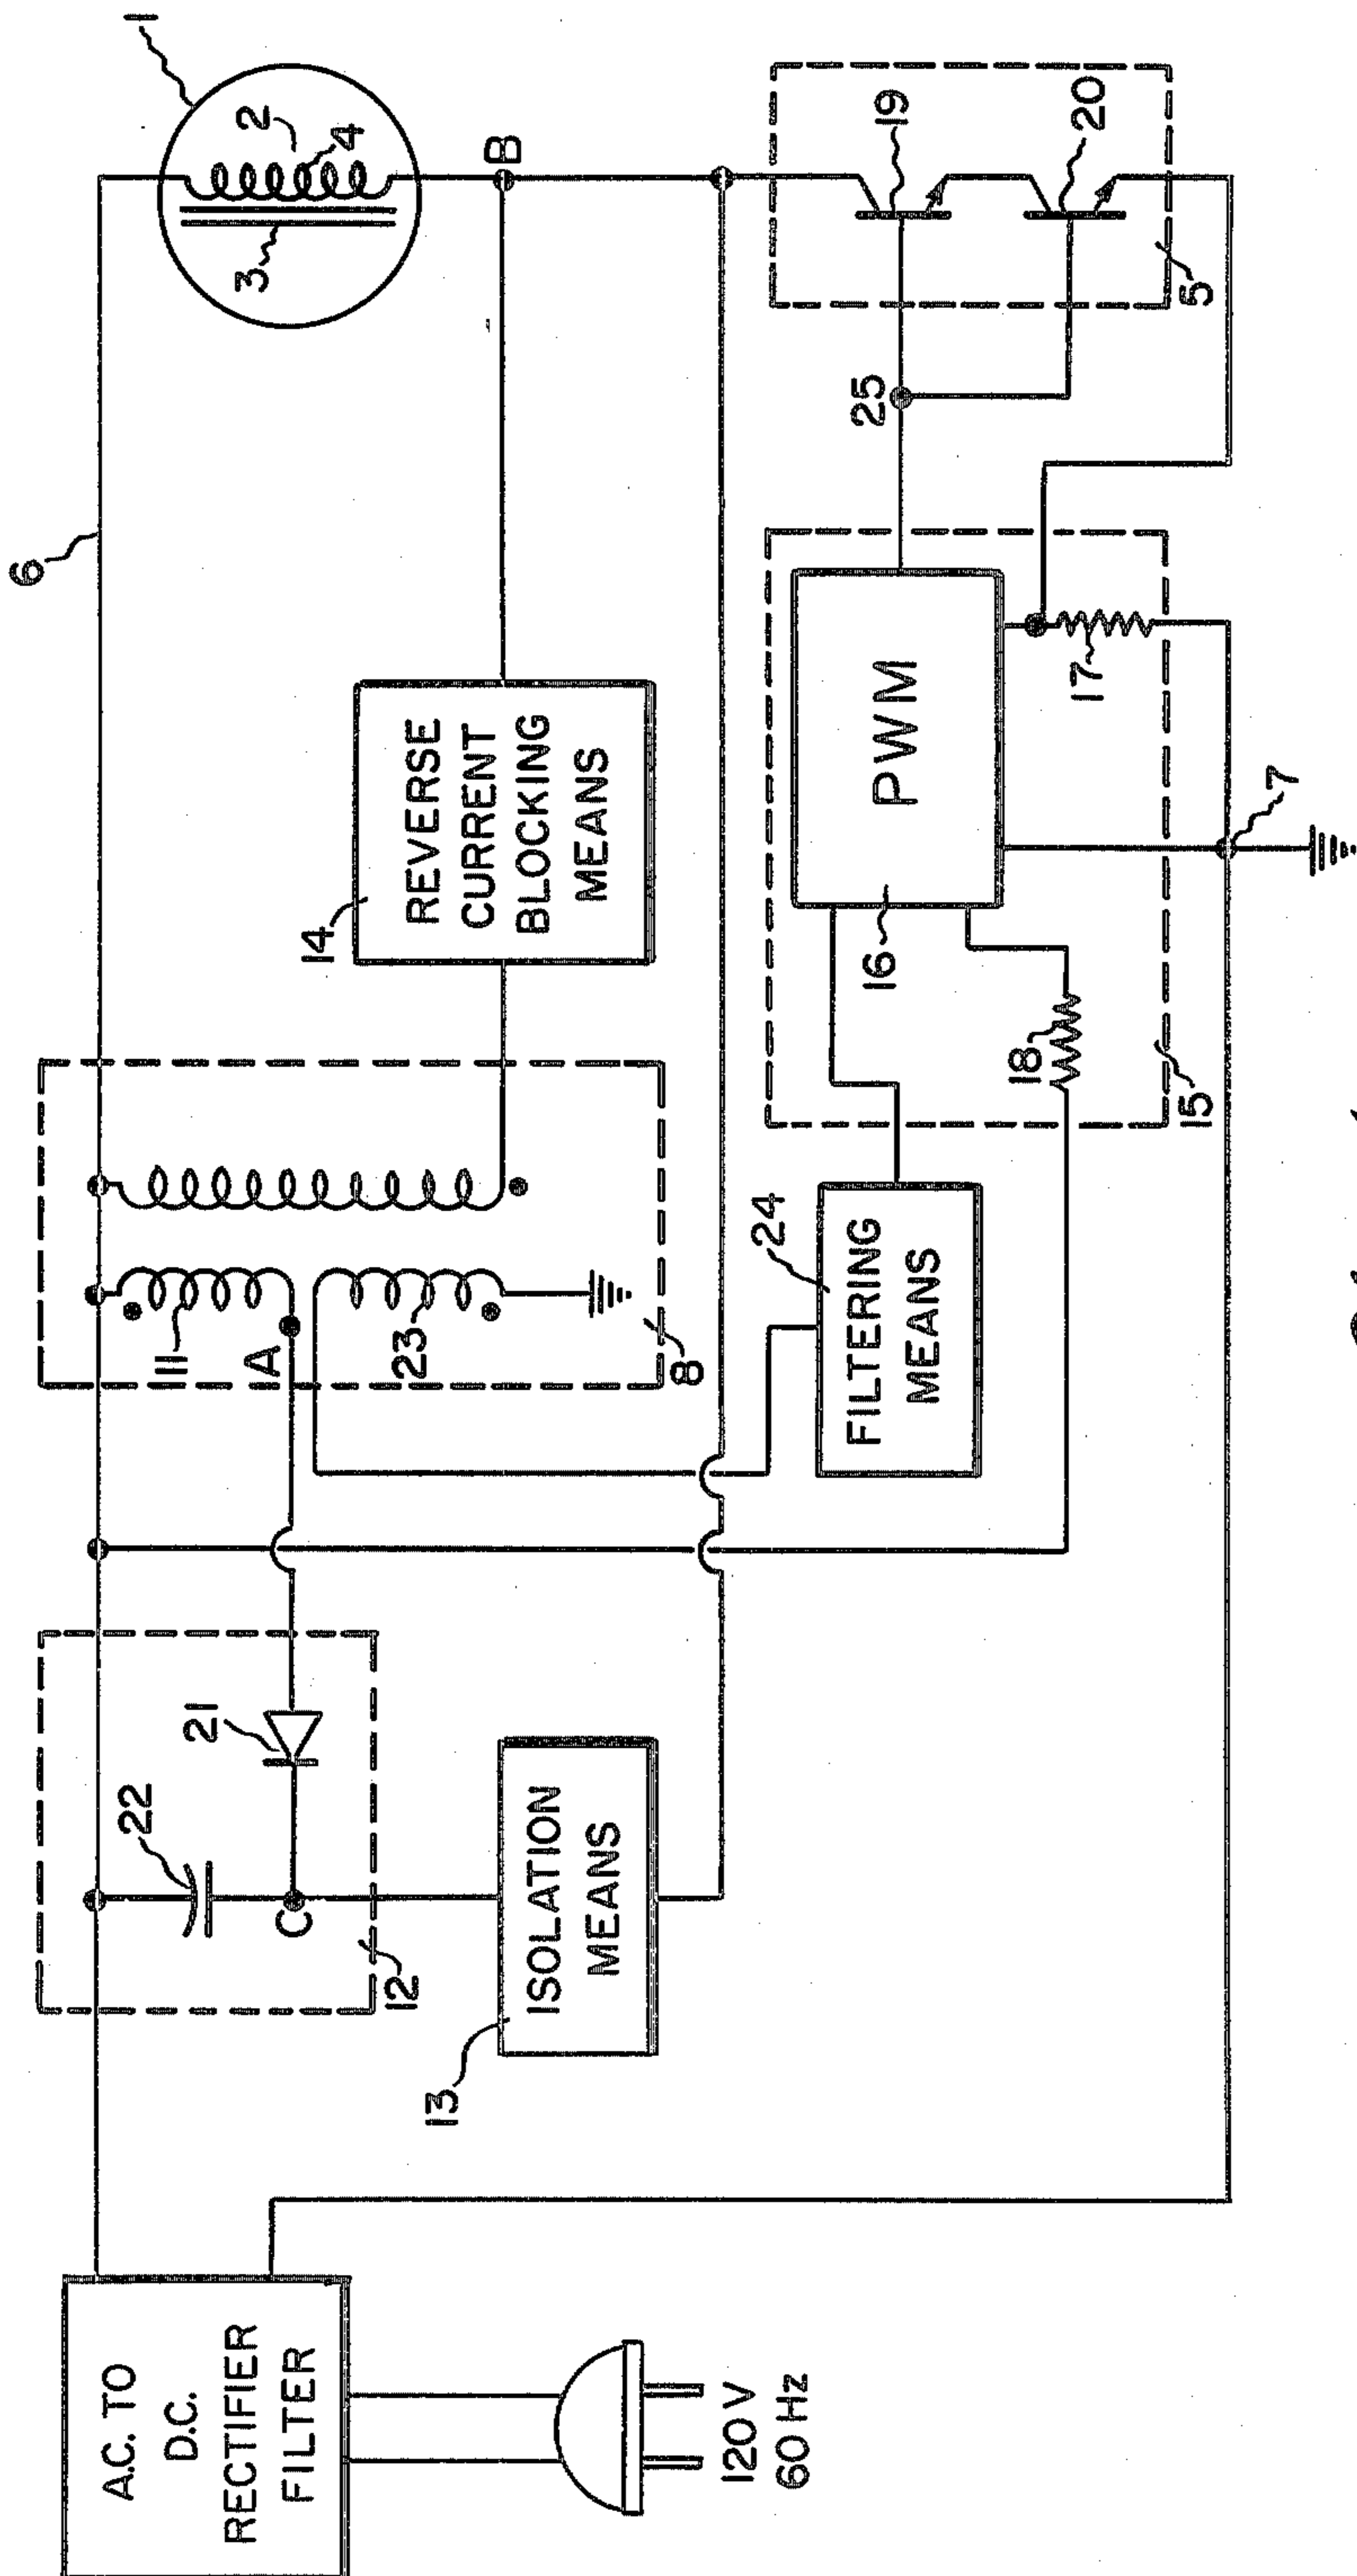 A.C. TO
D.C.
RECTIFIER
FILTER
120 V
60 Hz
22
21
C
12
13
ISOLATION
MEANS
6
11
A
23
8
24
FILTERING
MEANS
14
REVERSE
CURRENT
BLOCKING
MEANS
1
2
4
3
B
19
20
5
25
PWM
16
17
18
15
7